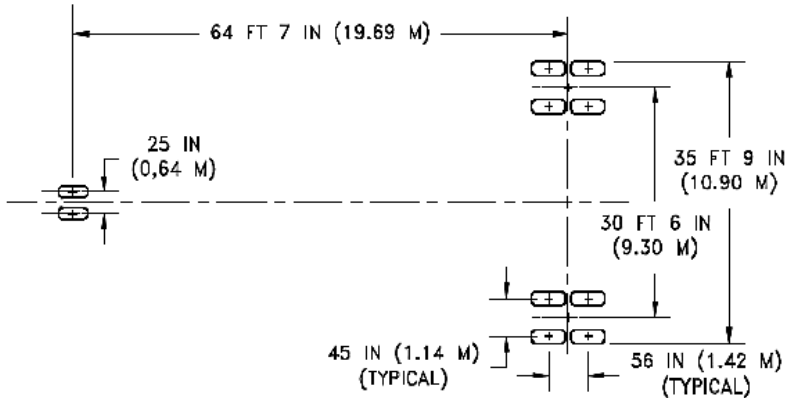 64 FT 7 IN (19.69 M)
25 IN
(0,64 M)
35 FT 9 IN
(10.90 M)
30 FT 6 IN
(9.30 M)
45 IN (1.14 M)
(TYPICAL)
56 IN (1.42 M)
(TYPICAL)